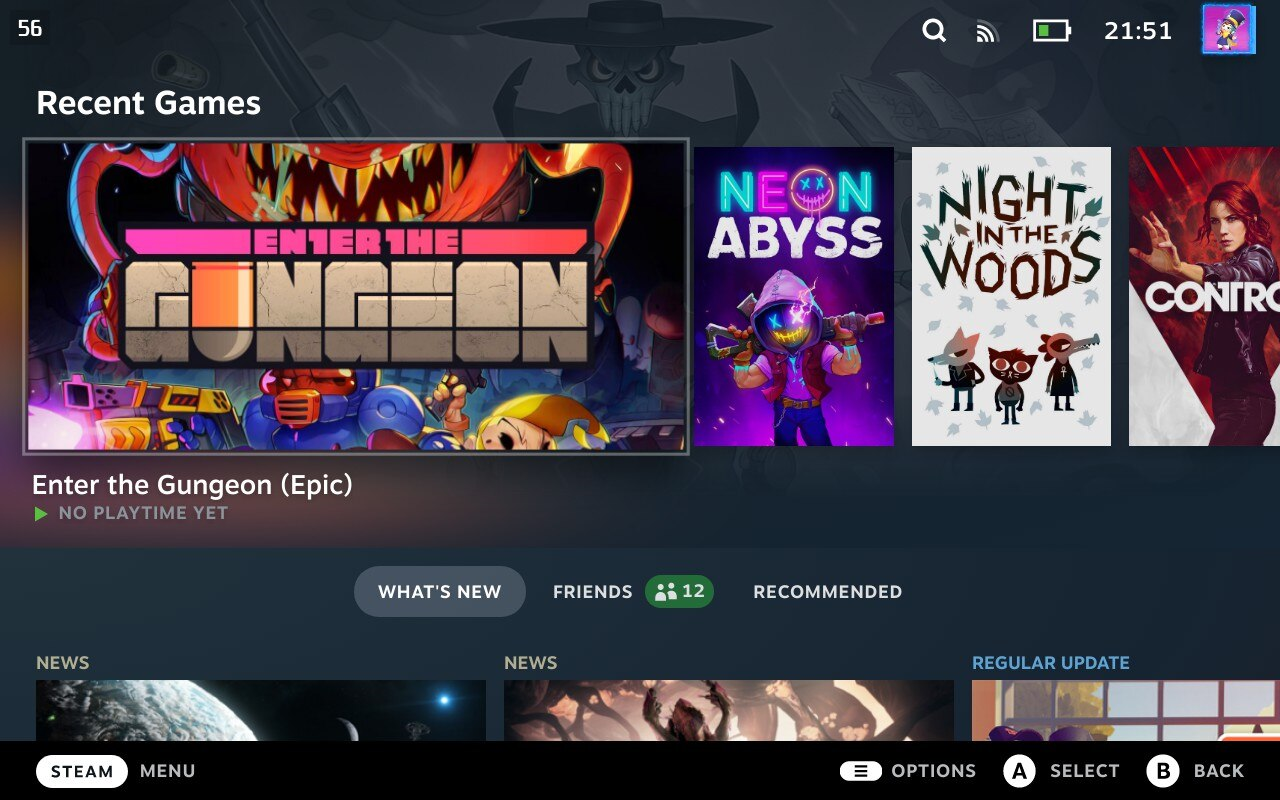 56
21:51
Recent Games
ENTER THE
GUNGEON
NEON
ABYSS
NIGHT
IN THE
WOODS
CONTRO
Enter the Gungeon (Epic)
NO PLAYTIME YET
WHAT'S NEW
FRIENDS
12
RECOMMENDED
NEWS
NEWS
REGULAR UPDATE
STEAM MENU
OPTIONS
A SELECT
B BACK